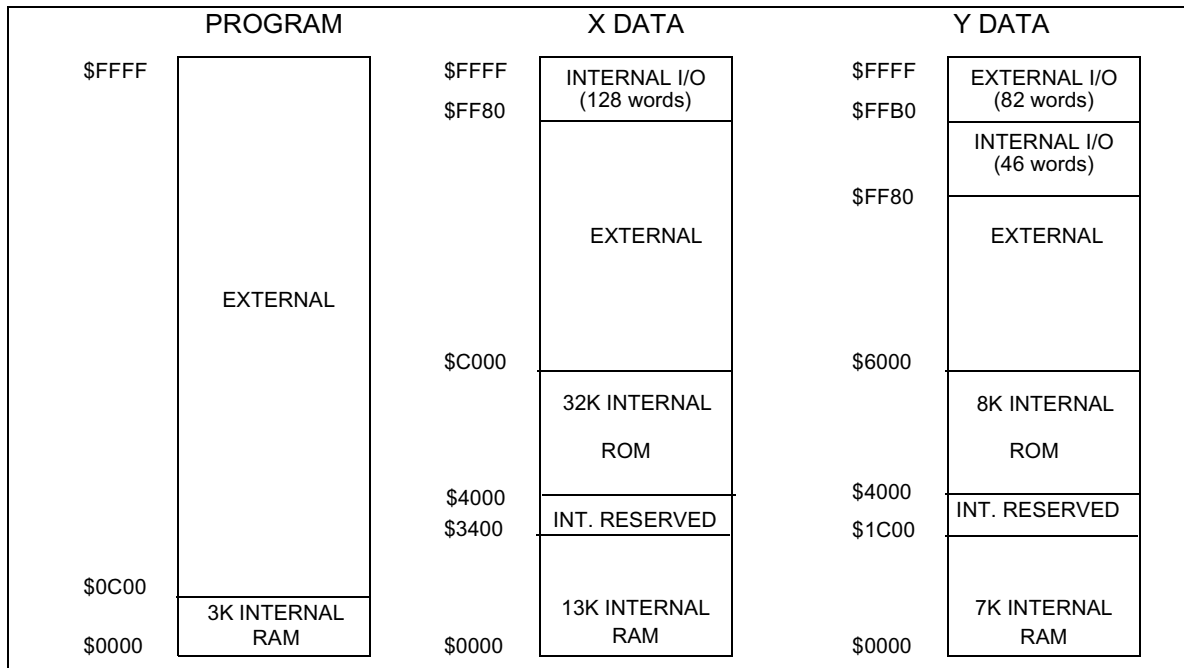 PROGRAM
$FFFF
EXTERNAL
$0C00
3K INTERNAL
RAM
$0000
X DATA
$FFFF
INTERNAL I/O
(128 words)
$FF80
EXTERNAL
$C000
32K INTERNAL
ROM
$4000
INT. RESERVED
$3400
13K INTERNAL
RAM
$0000
Y DATA
$FFFF
EXTERNAL I/O
(82 words)
$FFB0
INTERNAL I/O
(46 words)
$FF80
EXTERNAL
$6000
8K INTERNAL
ROM
$4000
INT. RESERVED
$1C00
7K INTERNAL
RAM
$0000